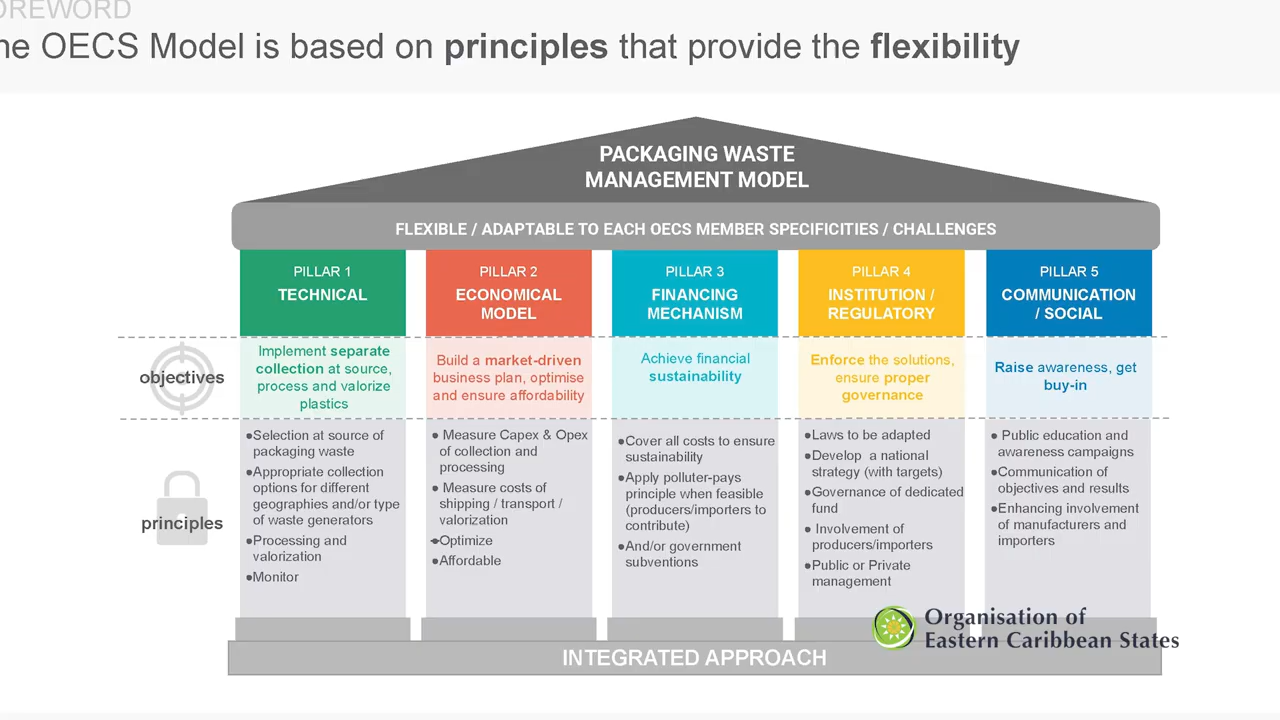 OREWORD
he OECS Model is based on principles that provide the flexibility
PACKAGING WASTE
MANAGEMENT MODEL
FLEXIBLE / ADAPTABLE TO EACH OECS MEMBER SPECIFICITIES / CHALLENGES
PILLAR 1
TECHNICAL
PILLAR 2
ECONOMICAL
MODEL
PILLAR 3
FINANCING
MECHANISM
PILLAR 4
INSTITUTION /
REGULATORY
PILLAR 5
COMMUNICATION
/ SOCIAL
objectives
Implement separate
collection at source,
process and valorize
plastics
Build a market-driven
business plan, optimise
and ensure affordability
Achieve financial
sustainability
Enforce the solutions,
ensure proper
governance
Raise awareness, get
buy-in
principles
●Selection at source of
packaging waste
●Appropriate collection
options for different
geographies and/or type
of waste generators
●Processing and
valorization
●Monitor
● Measure Capex & Opex
of collection and
processing
● Measure costs of
shipping / transport /
valorization
●Optimize
●Affordable
●Cover all costs to ensure
sustainability
●Apply polluter-pays
principle when feasible
(producers/importers to
contribute)
●And/or government
subventions
●Laws to be adapted
●Develop a national
strategy (with targets)
●Governance of dedicated
fund
● Involvement of
producers/importers
●Public or Private
management
● Public education and
awareness campaigns
●Communication of
objectives and results
●Enhancing involvement
of manufacturers and
importers
Organisation of
Eastern Caribbean States
INTEGRATED APPROACH